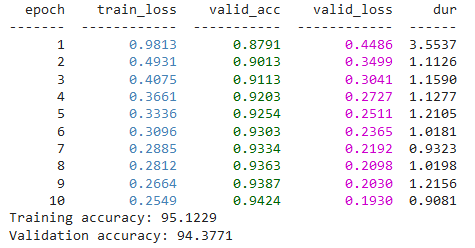 epoch train_loss valid_acc valid_loss dur
------- ------------ ----------- ------------ ------
1 0.9813 0.8791 0.4486 3.5537
2 0.4931 0.9013 0.3499 1.1126
3 0.4075 0.9113 0.3041 1.1590
4 0.3661 0.9203 0.2727 1.1277
5 0.3336 0.9254 0.2511 1.2105
6 0.3096 0.9303 0.2365 1.0181
7 0.2885 0.9334 0.2192 0.9323
8 0.2812 0.9363 0.2098 1.0198
9 0.2664 0.9387 0.2030 1.2156
10 0.2549 0.9424 0.1930 0.9081
Training accuracy: 95.1229
Validation accuracy: 94.3771